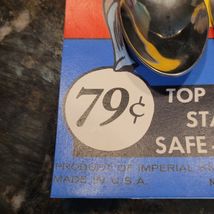 79¢
TOP
STA
SAFE-
PRODUCT OF IMPERIAL
MADE IN U.S.A.